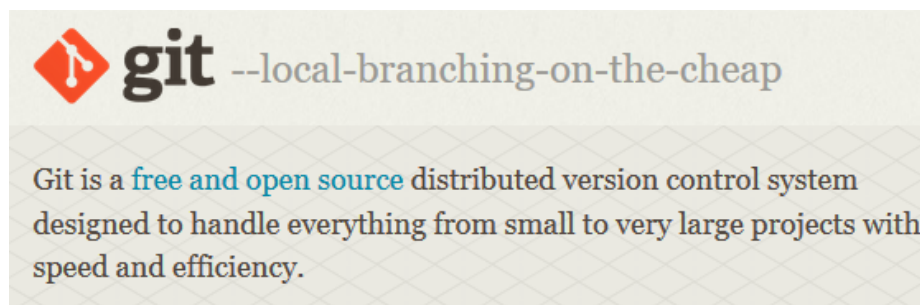 git --local-branching-on-the-cheap
Git is a free and open source distributed version control system
designed to handle everything from small to very large projects with
speed and efficiency.